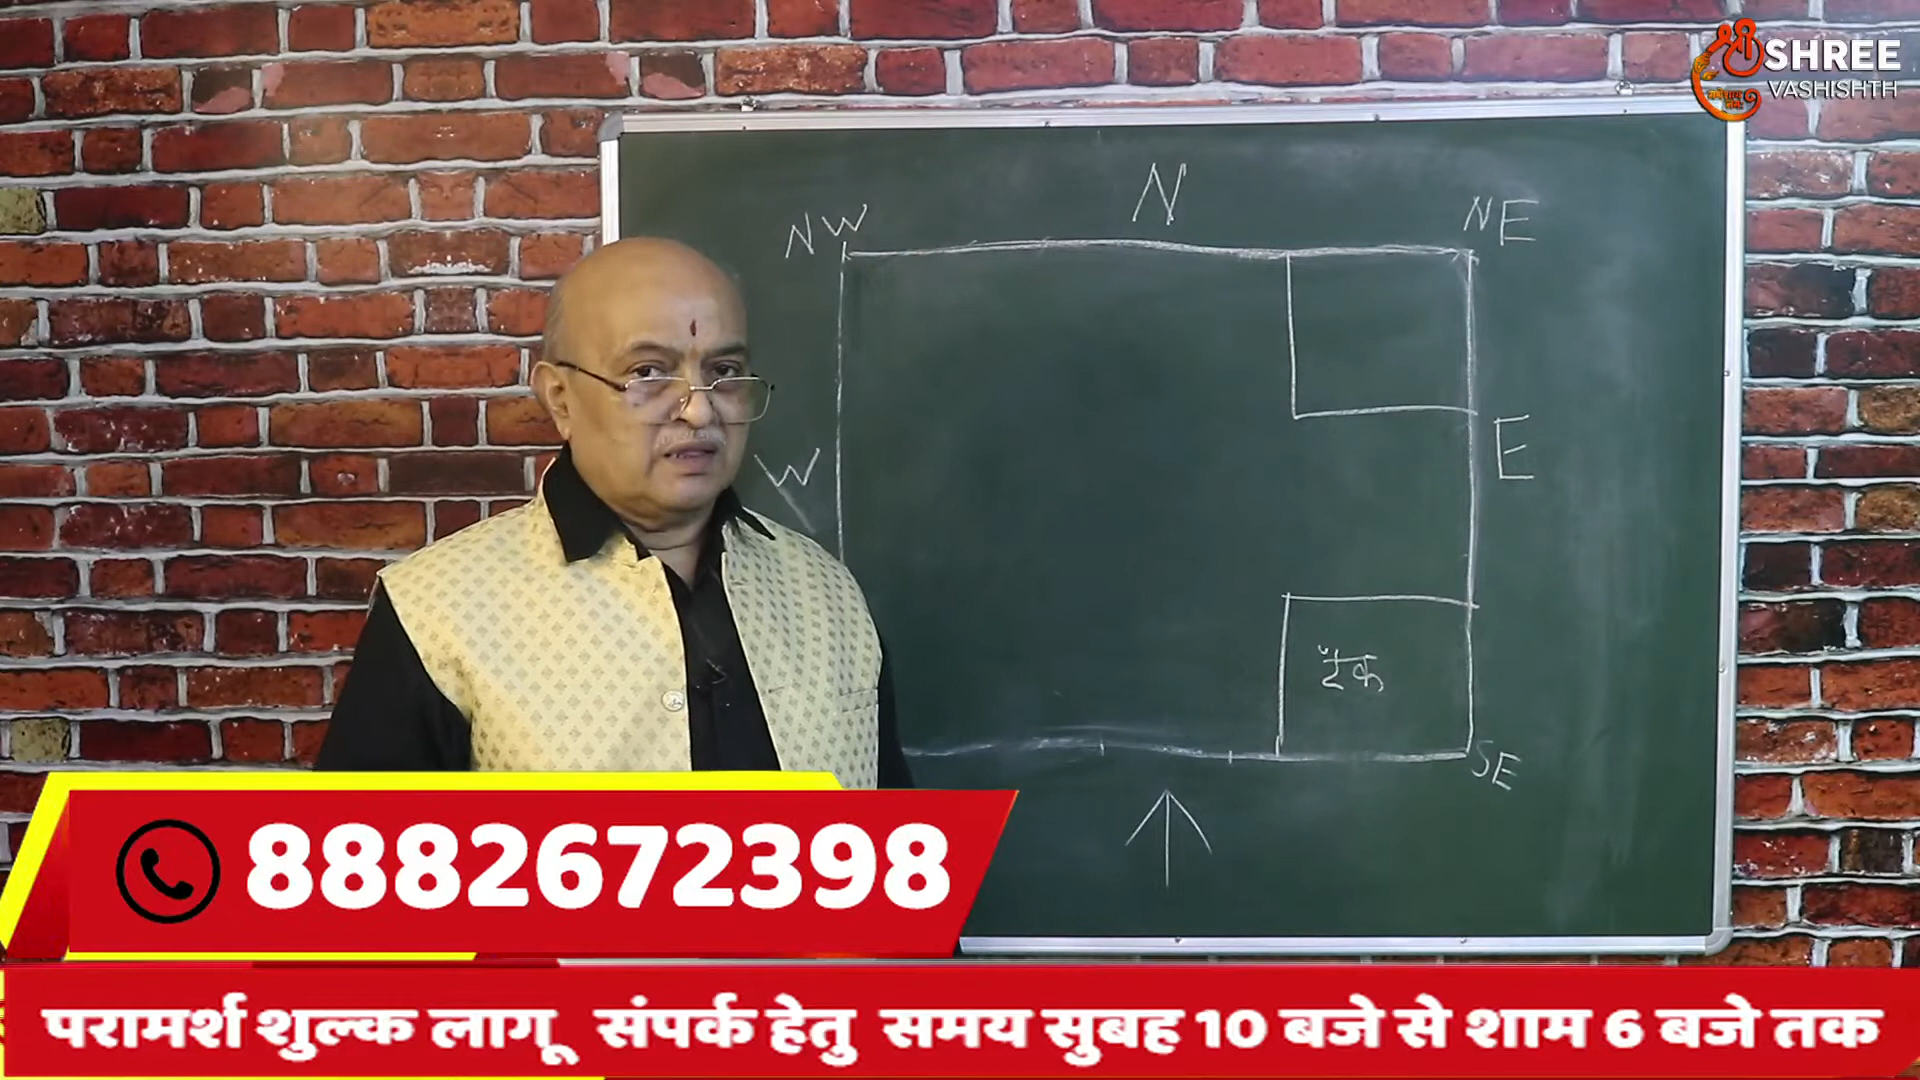 श्री SHREE
VASHISHTH
N
NW
NE
W
E
टैंक
SE
8882672398
परामर्श शुल्क लागू संपर्क हेतु समय सुबह 10 बजे से शाम 6 बजे तक